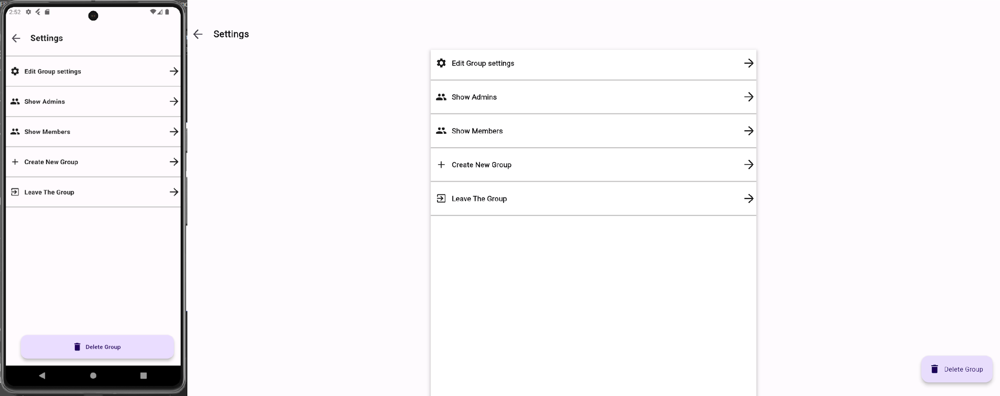 2:52
Settings
Edit Group settings
Show Admins
Show Members
Create New Group
Leave The Group
Delete Group
Settings
Edit Group settings
Show Admins
Show Members
Create New Group
Leave The Group
Delete Group